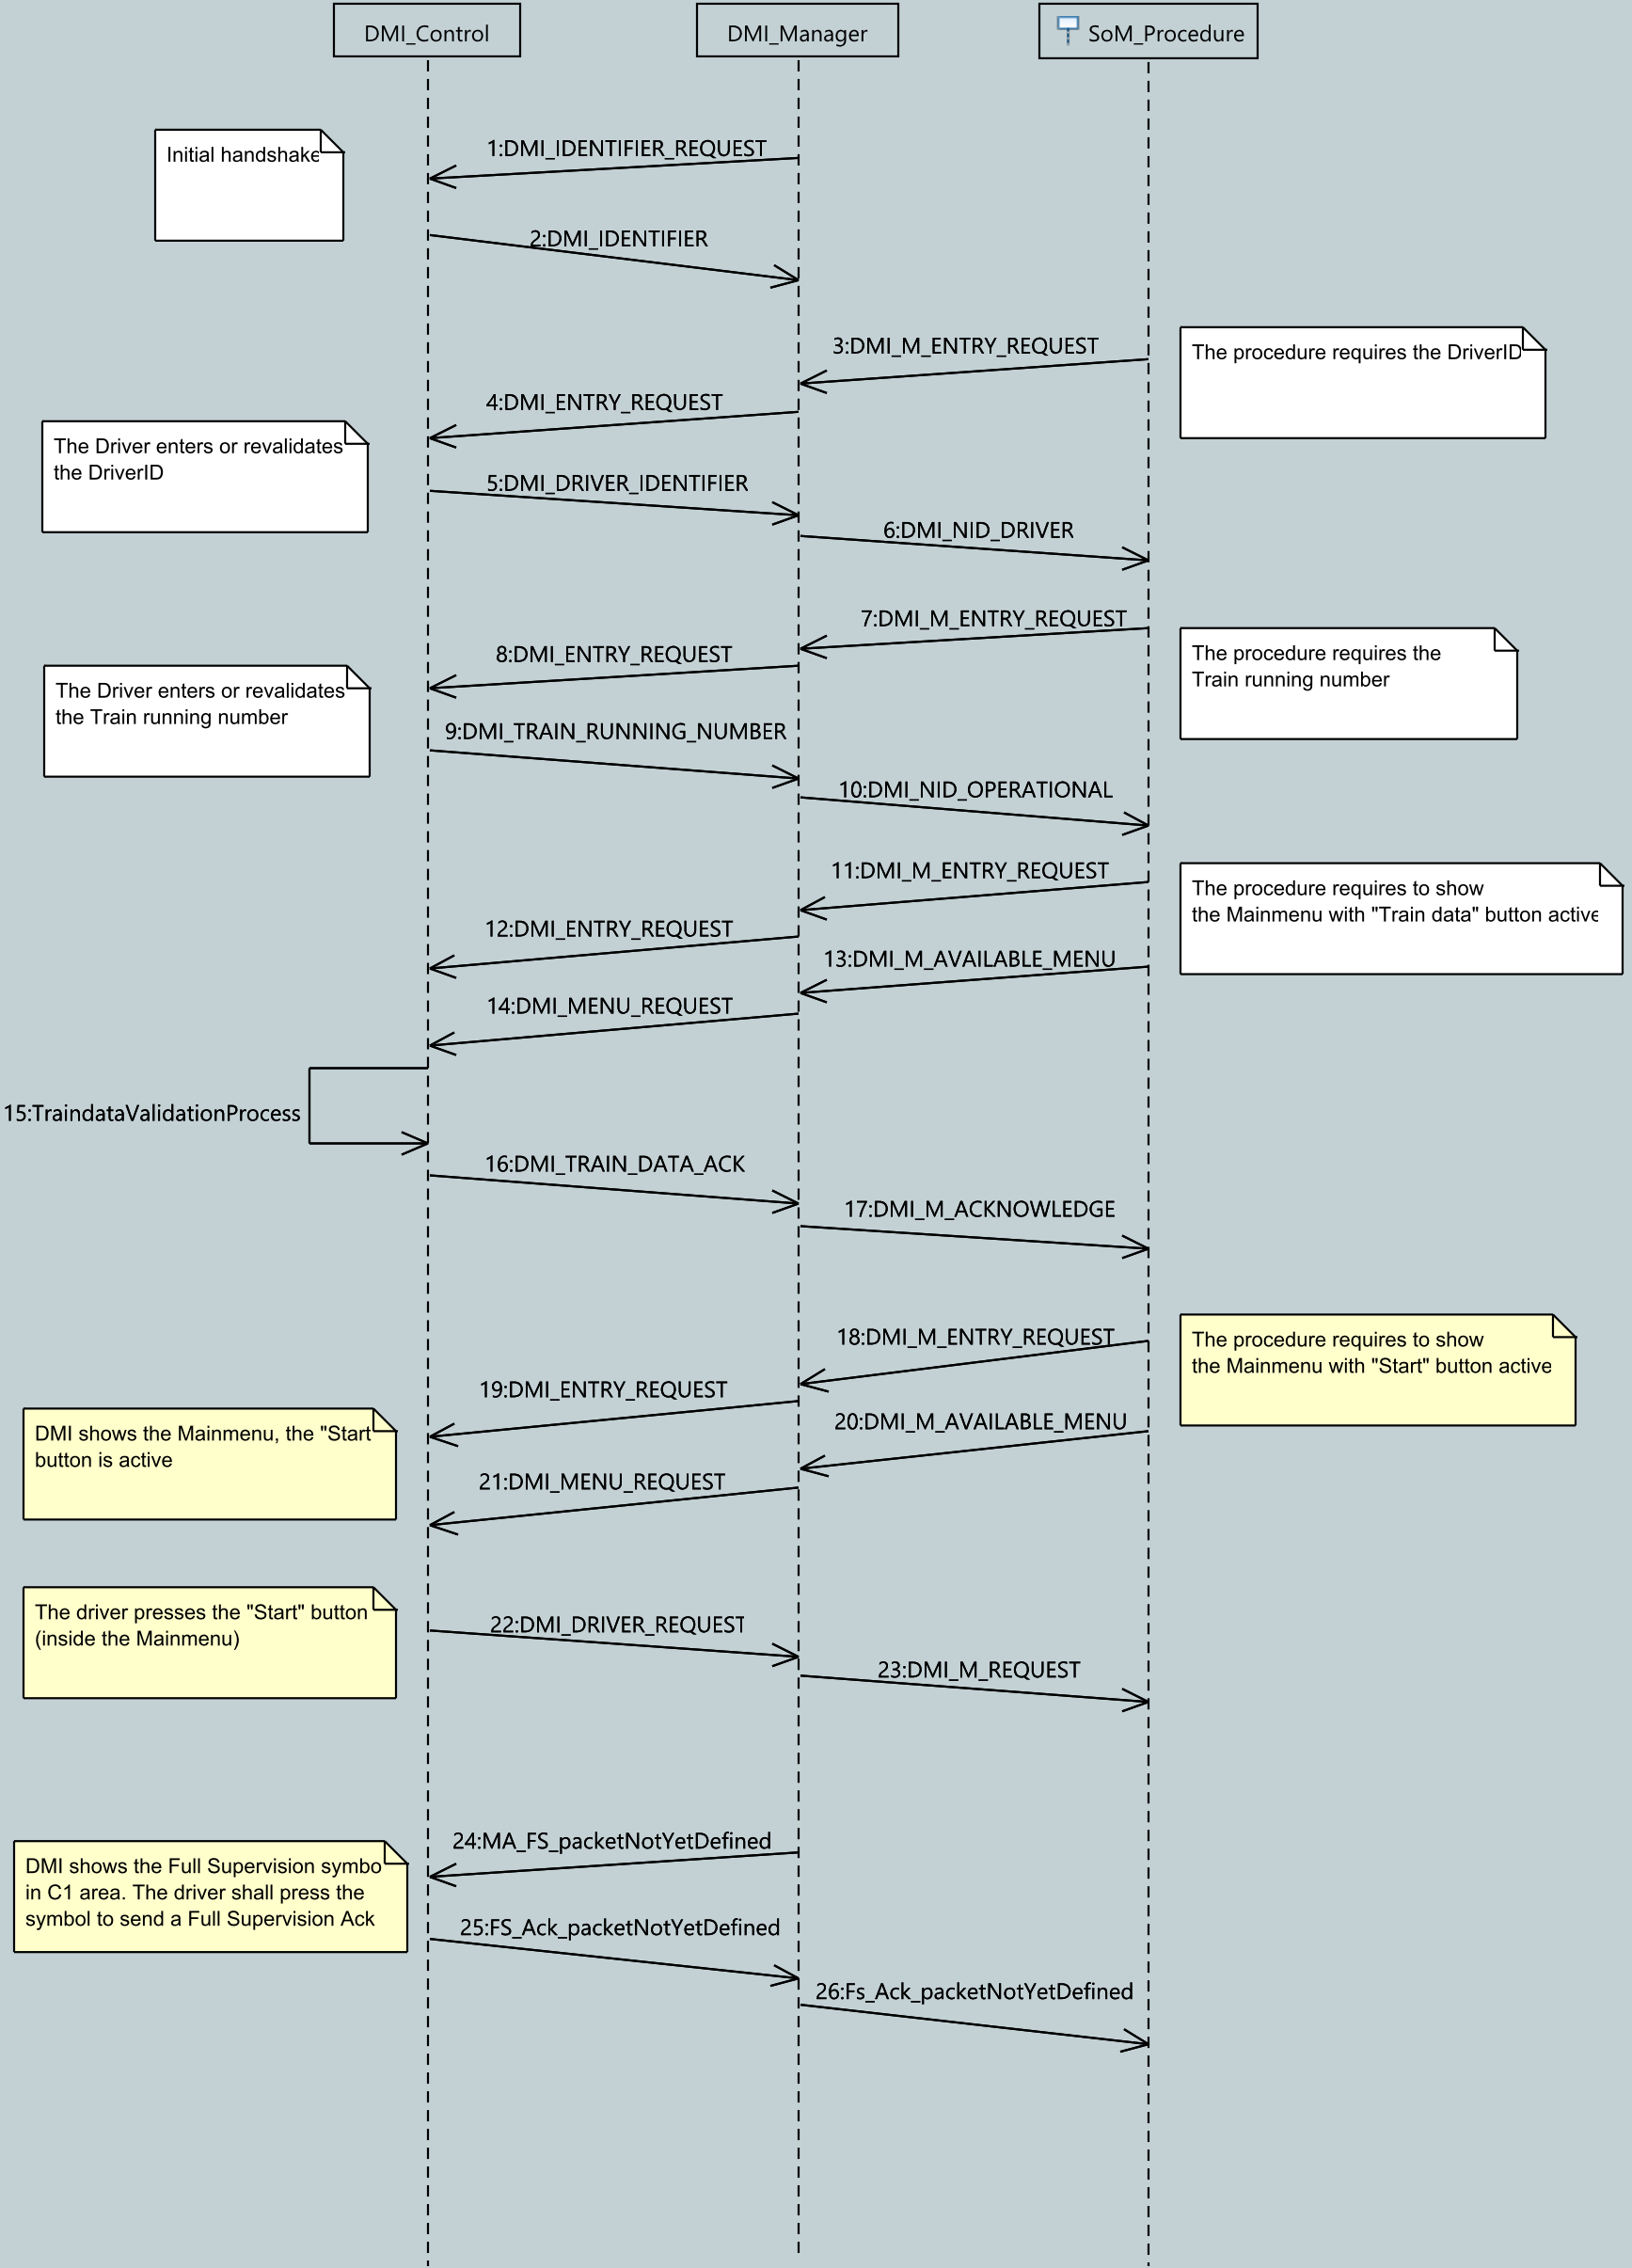 DMI_Control
DMI_Manager
SoM_Procedure
Initial handshake
1:DMI_IDENTIFIER_REQUEST
2:DMI_IDENTIFIER
3:DMI_M_ENTRY_REQUEST
The procedure requires the DriverID
4:DMI_ENTRY_REQUEST
The Driver enters or revalidates
the DriverID
5:DMI_DRIVER_IDENTIFIER
6:DMI_NID_DRIVER
7:DMI_M_ENTRY_REQUEST
The procedure requires the
Train running number
8:DMI_ENTRY_REQUEST
The Driver enters or revalidates
the Train running number
9:DMI_TRAIN_RUNNING_NUMBER
10:DMI_NID_OPERATIONAL
11:DMI_M_ENTRY_REQUEST
The procedure requires to show
the Mainmenu with "Train data" button active
12:DMI_ENTRY_REQUEST
13:DMI_M_AVAILABLE_MENU
14:DMI_MENU_REQUEST
15:TraindataValidationProcess
16:DMI_TRAIN_DATA_ACK
17:DMI_M_ACKNOWLEDGE
18:DMI_M_ENTRY_REQUEST
The procedure requires to show
the Mainmenu with "Start" button active
19:DMI_ENTRY_REQUEST
20:DMI_M_AVAILABLE_MENU
DMI shows the Mainmenu, the "Start
button is active
21:DMI_MENU_REQUEST
The driver presses the "Start" button
(inside the Mainmenu)
22:DMI_DRIVER_REQUEST
23:DMI_M_REQUEST
24:MA_FS_packetNotYetDefined
DMI shows the Full Supervision symbo
in C1 area. The driver shall press the
symbol to send a Full Supervision Ack
25:FS_Ack_packetNotYetDefined
26:Fs_Ack_packetNotYetDefined